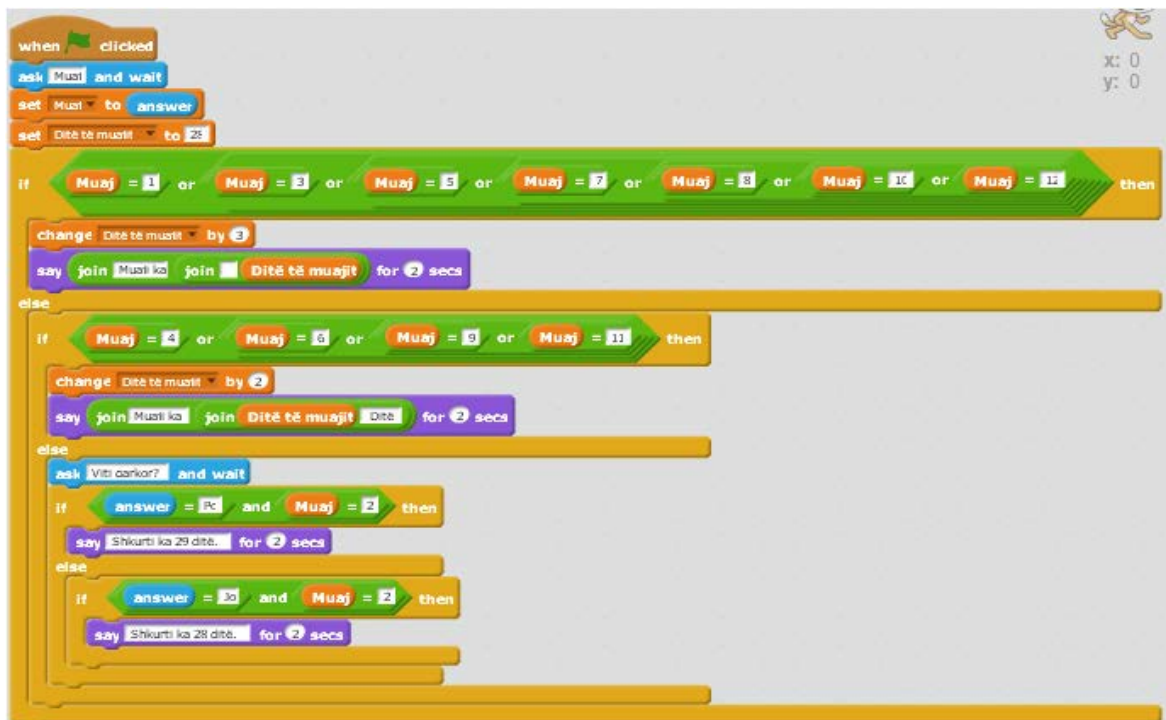 when clicked
ask Muaj and wait
set Muaj to answer
set Ditë të muajit to 28
if Muaj = 1 or Muaj = 3 or Muaj = 5 or Muaj = 7 or Muaj = 8 or Muaj = 10 or Muaj = 12 then
change Ditë të muajit by 3
say join Muaji ka join Ditë të muajit for 2 secs
else
if Muaj = 4 or Muaj = 6 or Muaj = 9 or Muaj = 11 then
change Ditë të muajit by 2
say join Muaji ka join Ditë të muajit Ditë for 2 secs
else
ask Viti qarkor? and wait
if answer = Po and Muaj = 2 then
say Shkurti ka 29 ditë. for 2 secs
else
if answer = Jo and Muaj = 2 then
say Shkurti ka 28 ditë. for 2 secs
x: 0
y: 0